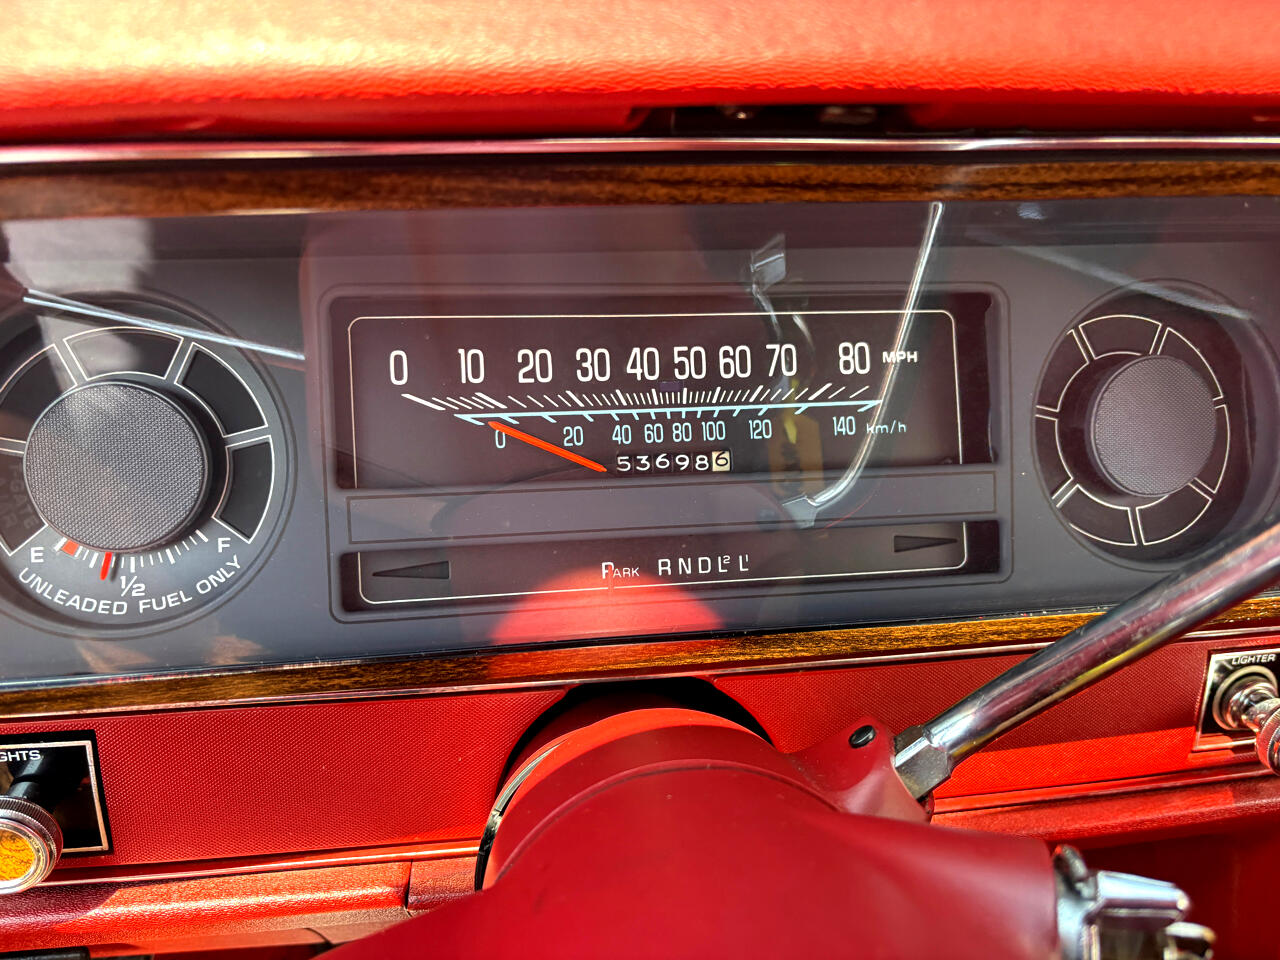 0 10 20 30 40 50 60 70 80 MPH
0 20 40 60 80 100 120 140 km/h
536986
E 1/2 F
UNLEADED FUEL ONLY
PARK R N D L2 L1
LIGHTER
GHTS